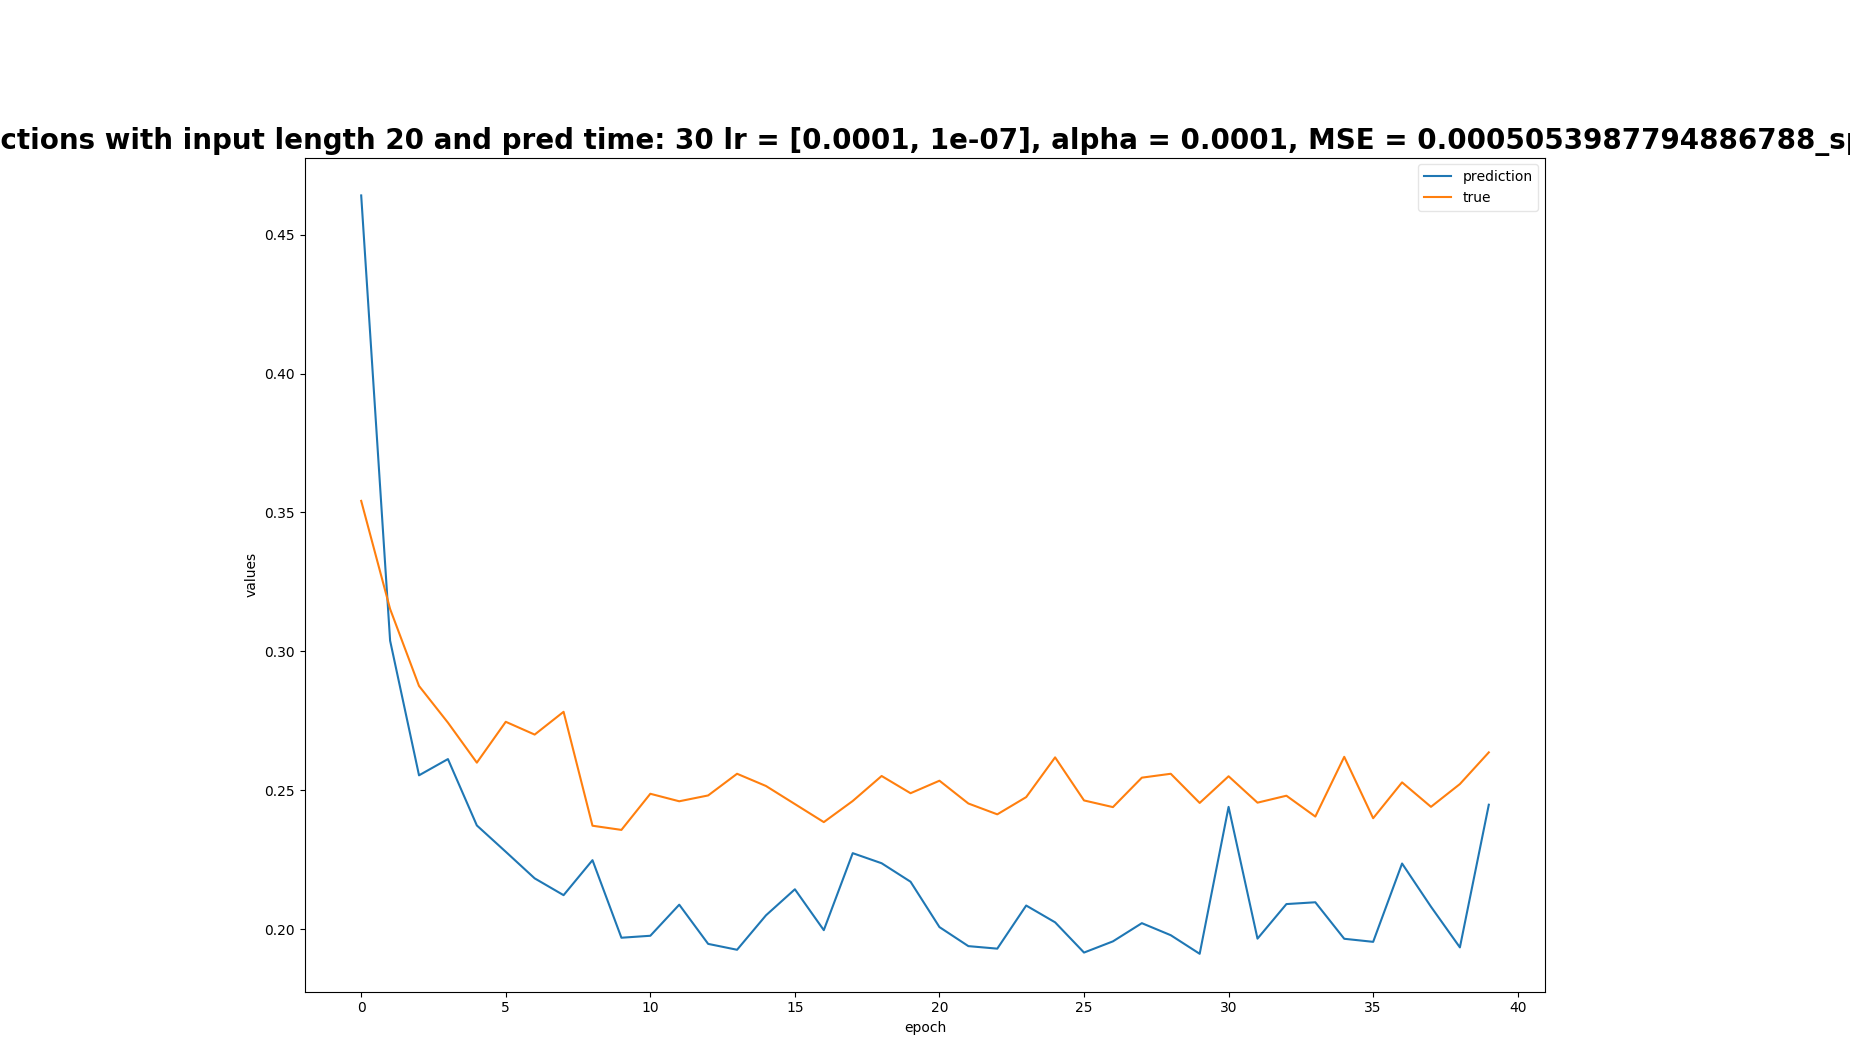 ctions with input length 20 and pred time: 30 lr = [0.0001, 1e-07], alpha = 0.0001, MSE = 0.0005053987794886788_sp
prediction
true
0.45
0.40
0.35
0.30
0.25
0.20
values
0 5 10 15 20 25 30 35 40
epoch